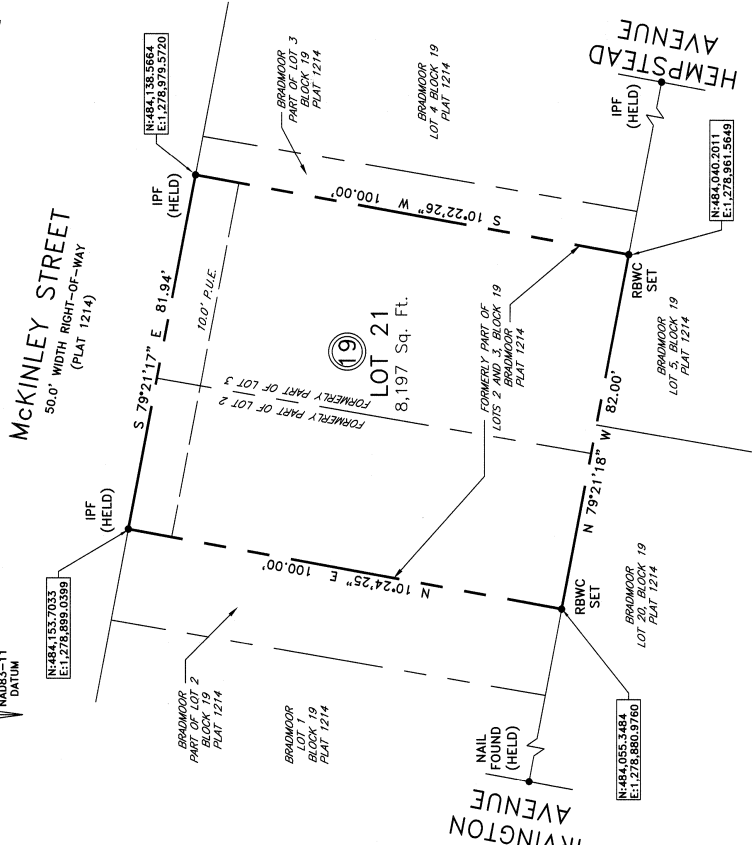 McKINLEY STREET
50.0' WIDTH RIGHT-OF-WAY
(PLAT 1214)
N:484,138.5664
E:1,278,979.5720
IPF
(HELD)
BRADMOOR
PART OF LOT 3
BLOCK 19
PLAT 1214
BRADMOOR
LOT 4 BLOCK 19
PLAT 1214
HEMPSTEAD
AVENUE
IPF
(HELD)
N:484,040.2011
E:1,278,961.5649
S 79°21'17" E 81.94'
10.0' P.U.E.
S 10°22'26" W 100.00'
FORMERLY PART OF LOT 3
FORMERLY PART OF LOT 2
19
LOT 21
8,197 Sq. Ft.
FORMERLY PART OF
LOTS 2 AND 3, BLOCK 19
BRADMOOR
PLAT 1214
RBWC
SET
BRADMOOR
LOT 5, BLOCK 19
PLAT 1214
N 79°21'18" W 82.00'
IPF
(HELD)
N:484,153.7033
E:1,278,899.0399
NAD83-11
DATUM
N 10°24'25" E 100.00'
RBWC
SET
BRADMOOR
LOT 20, BLOCK 19
PLAT 1214
BRADMOOR
PART OF LOT 2
BLOCK 19
PLAT 1214
BRADMOOR
LOT 1
BLOCK 19
PLAT 1214
NAIL
FOUND
(HELD)
N:484,055.3484
E:1,278,880.9760
IRVINGTON
AVENUE